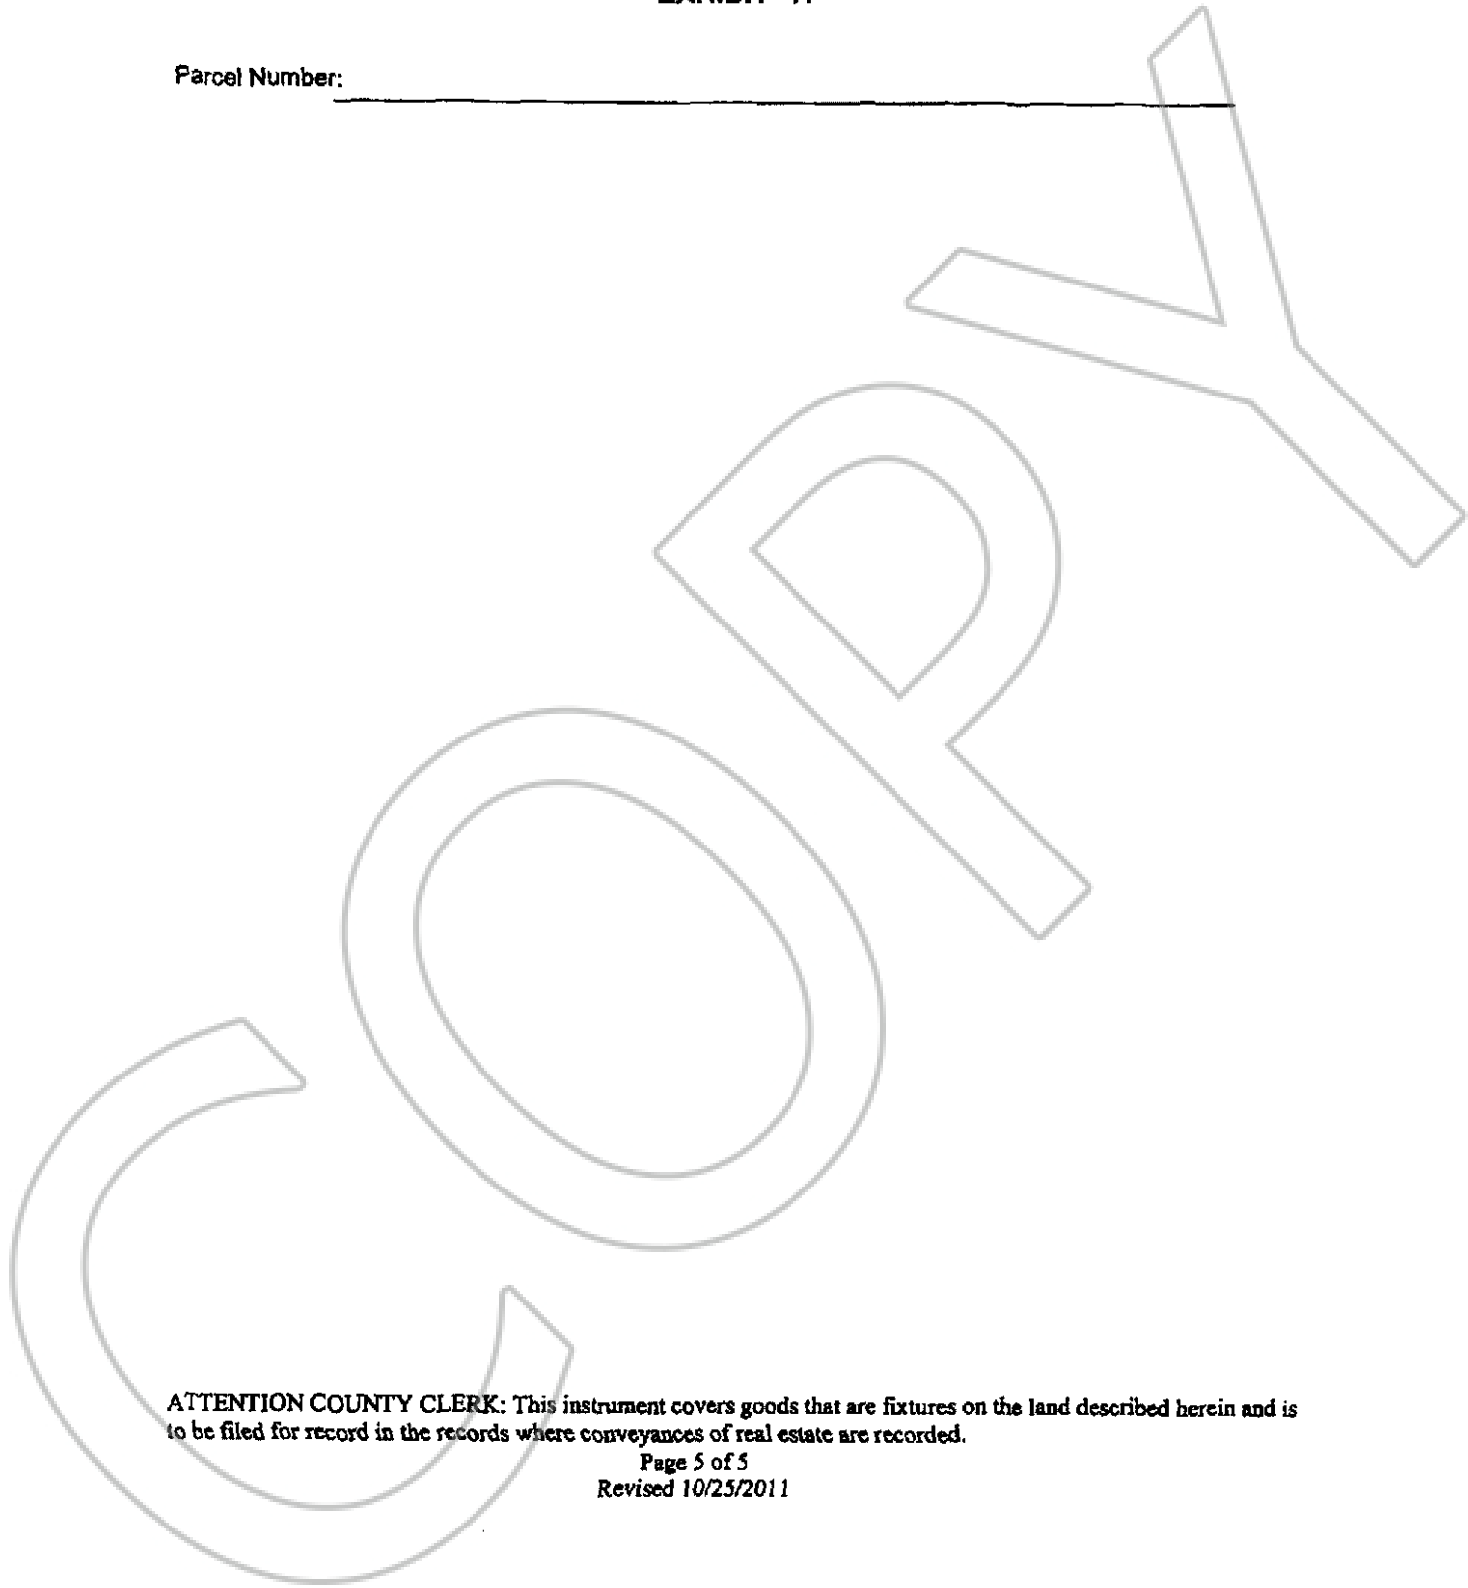 Parcel Number:
COPY
ATTENTION COUNTY CLERK: This instrument covers goods that are fixtures on the land described herein and is
to be filed for record in the records where conveyances of real estate are recorded.
Page 5 of 5
Revised 10/25/2011